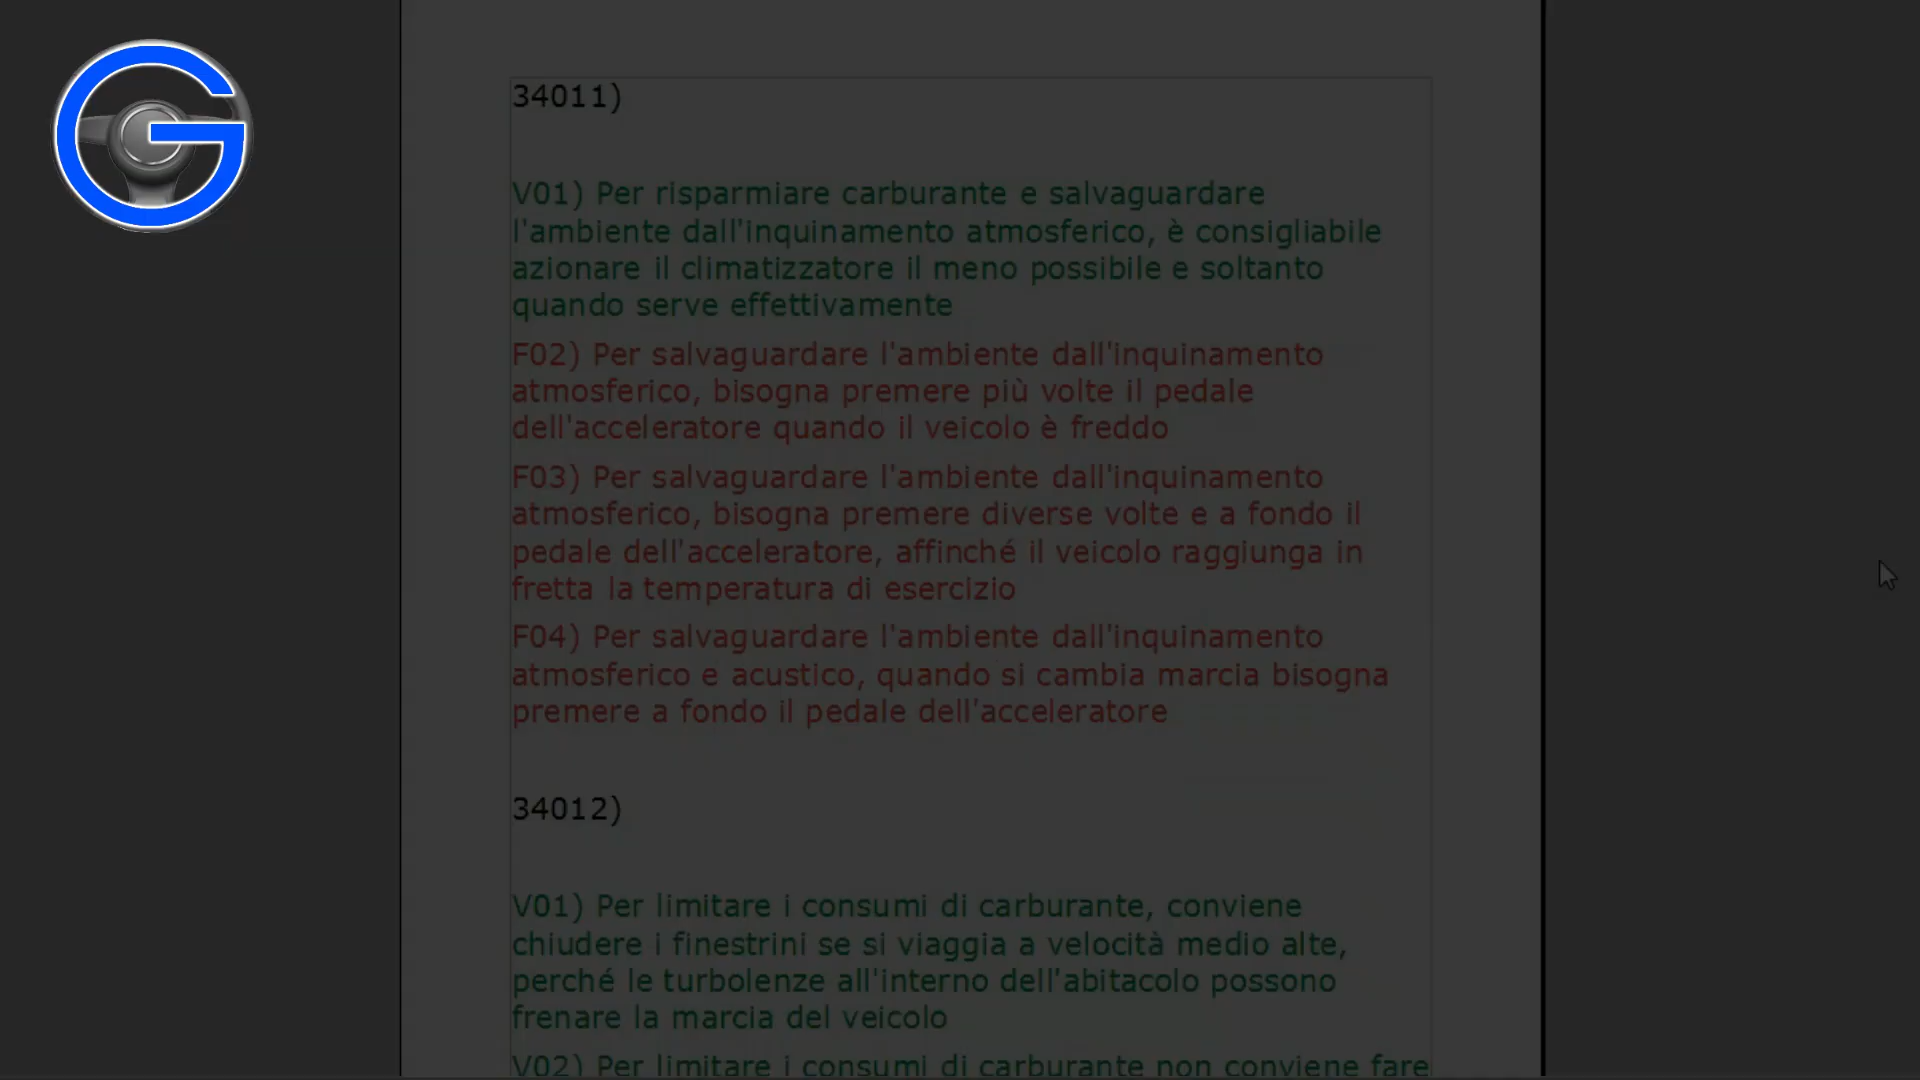 34011)
V01) Per risparmiare carburante e salvaguardare
l'ambiente dall'inquinamento atmosferico, è consigliabile
azionare il climatizzatore il meno possibile e soltanto
quando serve effettivamente
F02) Per salvaguardare l'ambiente dall'inquinamento
atmosferico, bisogna premere più volte il pedale
dell'acceleratore quando il veicolo è freddo
F03) Per salvaguardare l'ambiente dall'inquinamento
atmosferico, bisogna premere diverse volte e a fondo il
pedale dell'acceleratore, affinché il veicolo raggiunga in
fretta la temperatura di esercizio
F04) Per salvaguardare l'ambiente dall'inquinamento
atmosferico e acustico, quando si cambia marcia bisogna
premere a fondo il pedale dell'acceleratore
34012)
V01) Per limitare i consumi di carburante, conviene
chiudere i finestrini se si viaggia a velocità medio alte,
perché le turbolenze all'interno dell'abitacolo possono
frenare la marcia del veicolo
V02) Per limitare i consumi di carburante non conviene fare